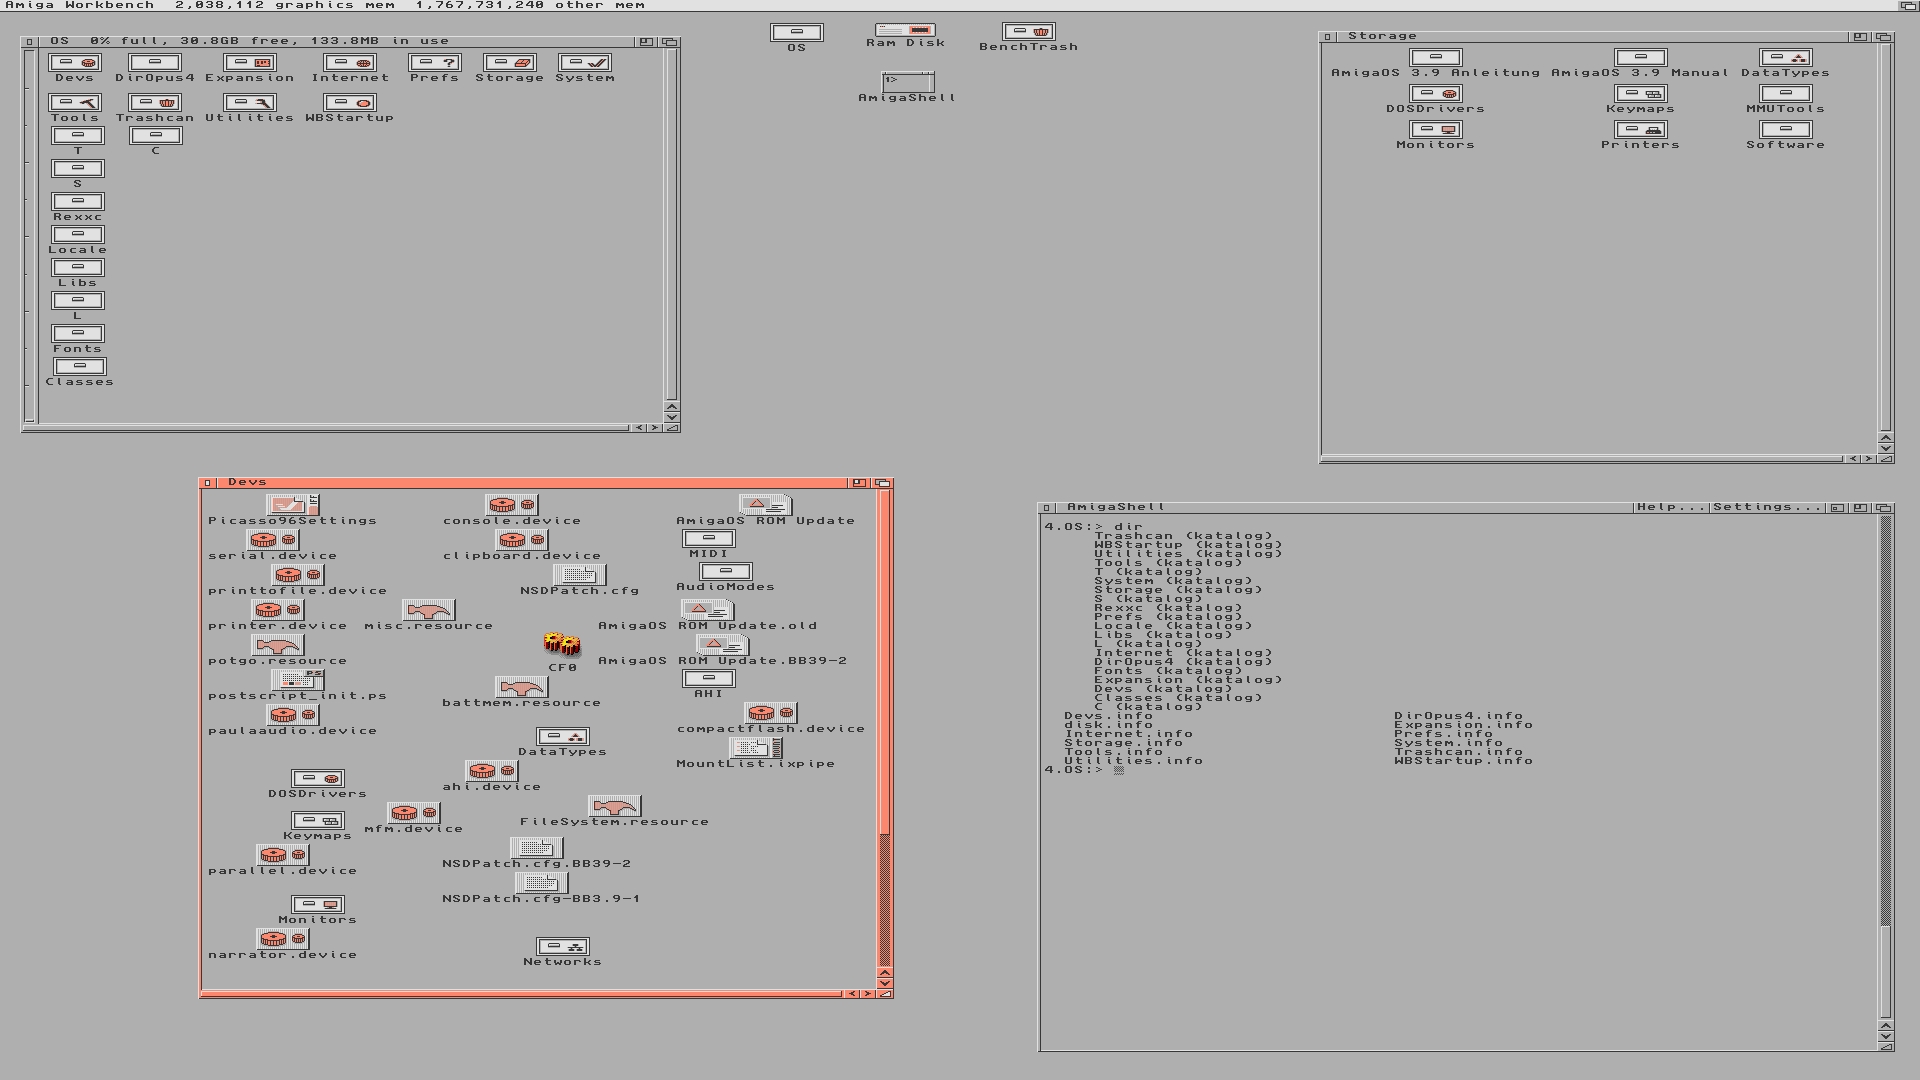 Amiga Workbench  2,038,112 graphics mem  1,767,731,240 other mem
OS  0% full, 30.8GB free, 133.8MB in use
Devs DirOpus4 Expansion Internet Prefs Storage System
Tools Trashcan Utilities WBStartup
T C
S
Rexxc
Locale
Libs
L
Fonts
Classes
OS Ram Disk BenchTrash
1>
AmigaShell
Storage
AmigaOS 3.9 Anleitung AmigaOS 3.9 Manual DataTypes
DOSDrivers Keymaps MMUTools
Monitors Printers Software
Devs
IFF
Picasso96Settings console.device AmigaOS ROM Update
serial.device clipboard.device MIDI
printtofile.device NSDPatch.cfg AudioModes
printer.device misc.resource AmigaOS ROM Update.old
potgo.resource CF0 AmigaOS ROM Update.BB39-2
PS
postscript_init.ps battmem.resource AHI
paulaaudio.device compactflash.device
DataTypes MountList.ixpipe
DOSDrivers ahi.device
Keymaps mfm.device FileSystem.resource
parallel.device NSDPatch.cfg.BB39-2
NSDPatch.cfg-BB3.9-1
Monitors
narrator.device Networks
AmigaShell Help... Settings...
4.OS:> dir
Trashcan (katalog)
WBStartup (katalog)
Utilities (katalog)
Tools (katalog)
T (katalog)
System (katalog)
Storage (katalog)
S (katalog)
Rexxc (katalog)
Prefs (katalog)
Locale (katalog)
Libs (katalog)
L (katalog)
Internet (katalog)
DirOpus4 (katalog)
Fonts (katalog)
Expansion (katalog)
Devs (katalog)
Classes (katalog)
C (katalog)
Devs.info DirOpus4.info
disk.info Expansion.info
Internet.info Prefs.info
Storage.info System.info
Tools.info Trashcan.info
Utilities.info WBStartup.info
4.OS:>